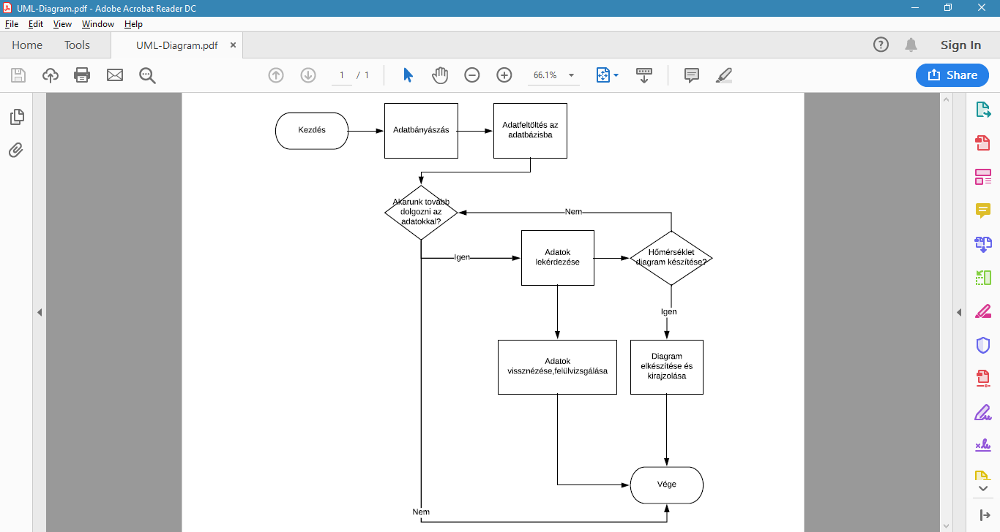 UML-Diagram.pdf - Adobe Acrobat Reader DC
File Edit View Window Help
Home Tools UML-Diagram.pdf × Sign In
1 / 1 66.1% Share
Kezdés
Adatbányászás
Adatfeltöltés az
adatbázisba
Akarunk tovább
dolgozni az
adatokkal?
Nem
Igen
Adatok
lekérdezése
Hőmérséklet
diagram készítése?
Igen
Adatok
vissznézése,felülvizsgálása
Diagram
elkészítése és
kirajzolása
Vége
Nem